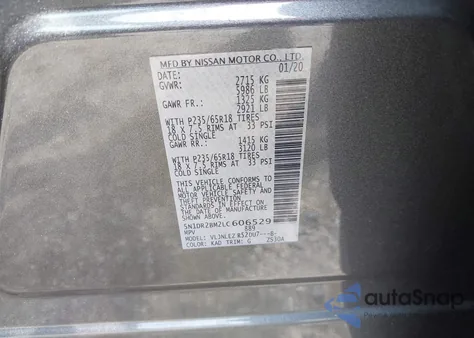 MFD BY NISSAN MOTOR CO., LTD.
01/20
GVWR: 2715 KG
5986 LB
GAWR FR.: 1325 KG
2921 LB
WITH P235/65R18 TIRES
18 X 7.5 RIMS AT 33 PSI
COLD SINGLE
GAWR RR.: 1415 KG
3120 LB
WITH P235/65R18 TIRES
18 X 7.5 RIMS AT 33 PSI
COLD SINGLE
THIS VEHICLE CONFORMS TO
ALL APPLICABLE FEDERAL
MOTOR VEHICLE SAFETY
STANDARDS IN EFFECT ON THE
DATE OF MANUFACTURE
SHOWN ABOVE.
5N1DR2BM2LC606529
MPV 889
MODEL:
COLOR: KAD TRIM: G
autoSnap